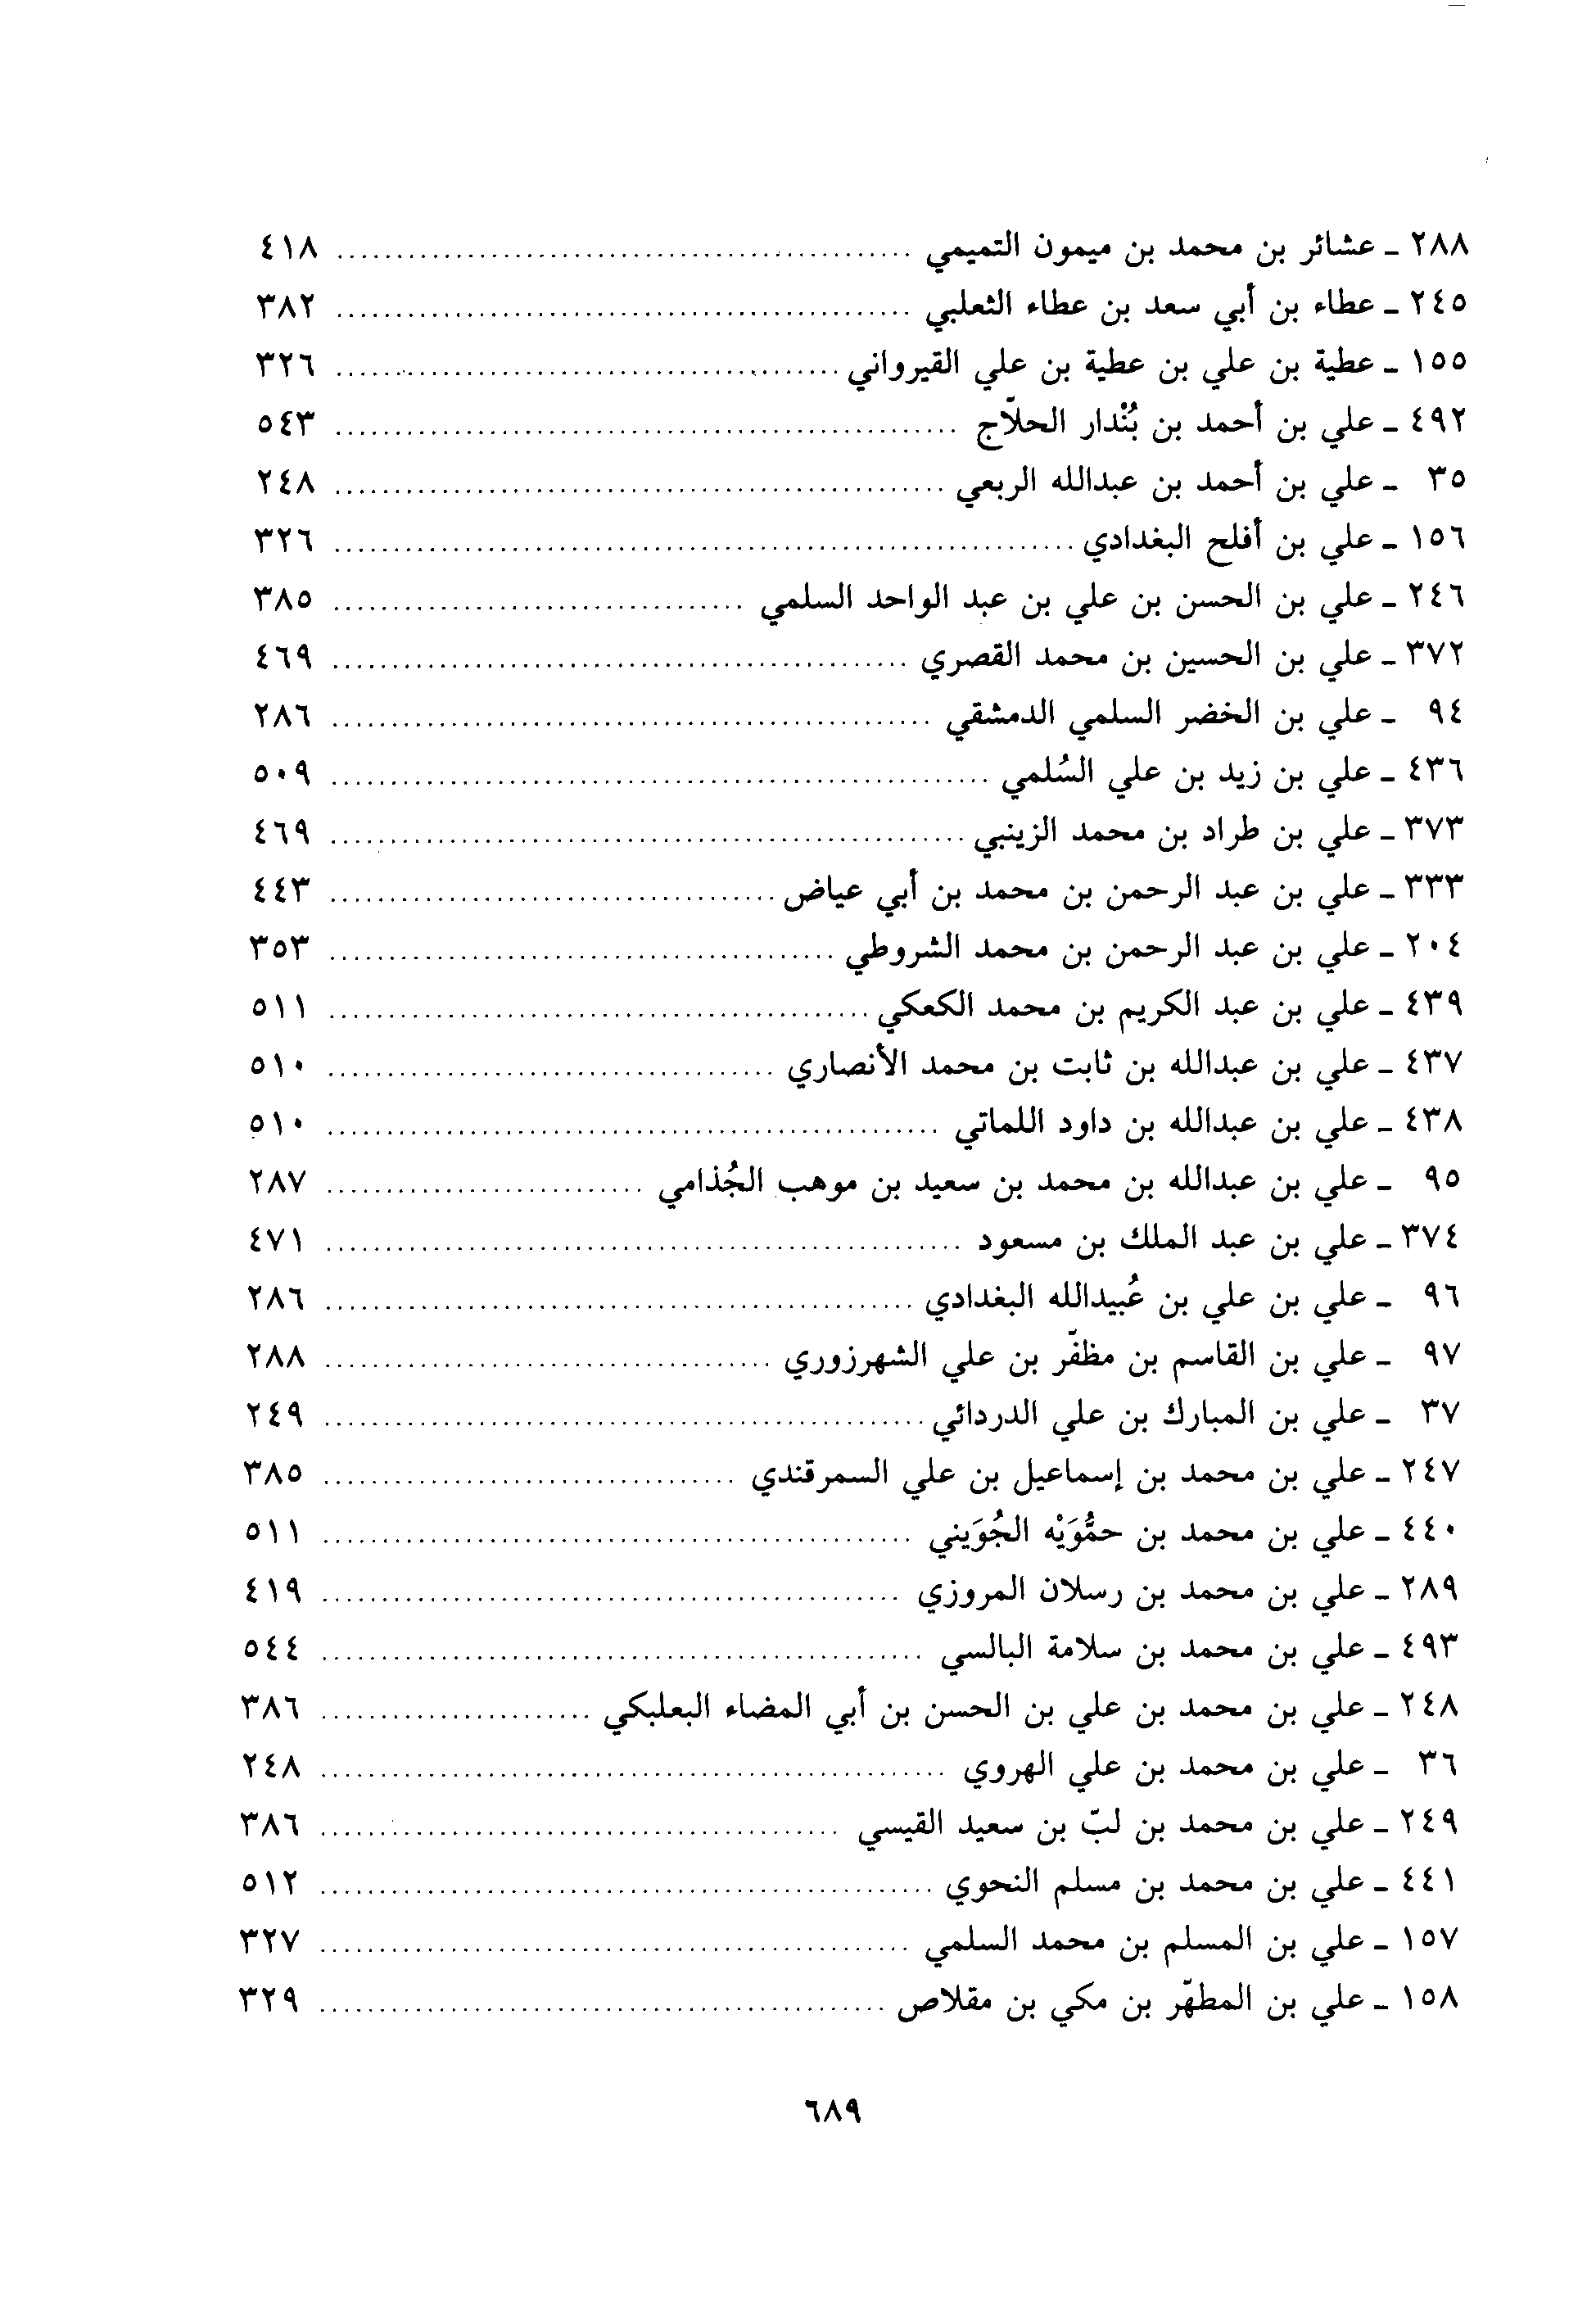 ٢٨٨ ـ عشائر بن محمد بن ميمون التميمي ........ ٤١٨
٢٤٥ ـ عطاء بن أبي سعد بن عطاء الثعلبي ........ ٣٨٢
١٥٥ ـ عطية بن علي بن عطية بن علي القيرواني ........ ٣٢٦
٤٩٢ ـ علي بن أحمد بن بُنْدار الحلاّج ........ ٥٤٣
٣٥ ـ علي بن أحمد بن عبدالله الربعي ........ ٢٤٨
١٥٦ ـ علي بن أفلح البغدادي ........ ٣٢٦
٢٤٦ ـ علي بن الحسن بن علي بن عبد الواحد السلمي ........ ٣٨٥
٣٧٢ ـ علي بن الحسين بن محمد القصري ........ ٤٦٩
٩٤ ـ علي بن الخضر السلمي الدمشقي ........ ٢٨٦
٤٣٦ ـ علي بن زيد بن علي السُلمي ........ ٥٠٩
٣٧٣ ـ علي بن طراد بن محمد الزينبي ........ ٤٦٩
٣٣٣ ـ علي بن عبد الرحمن بن محمد بن أبي عياض ........ ٤٤٣
٢٠٤ ـ علي بن عبد الرحمن بن محمد الشروطي ........ ٣٥٣
٤٣٩ ـ علي بن عبد الكريم بن محمد الكعكي ........ ٥١١
٤٣٧ ـ علي بن عبدالله بن ثابت بن محمد الأنصاري ........ ٥١٠
٤٣٨ ـ علي بن عبدالله بن داود اللماتي ........ ٥١٠
٩٥ ـ علي بن عبدالله بن محمد بن سعيد بن موهب الجُذامي ........ ٢٨٧
٣٧٤ ـ علي بن عبد الملك بن مسعود ........ ٤٧١
٩٦ ـ علي بن علي بن عُبيدالله البغدادي ........ ٢٨٦
٩٧ ـ علي بن القاسم بن مظفّر بن علي الشهرزوري ........ ٢٨٨
٣٧ ـ علي بن المبارك بن علي الدردائي ........ ٢٤٩
٢٤٧ ـ علي بن محمد بن إسماعيل بن علي السمرقندي ........ ٣٨٥
٤٤٠ ـ علي بن محمد بن حمُّوَيْه الجُوَيني ........ ٥١١
٢٨٩ ـ علي بن محمد بن رسلان المروزي ........ ٤١٩
٤٩٣ ـ علي بن محمد بن سلامة البالسي ........ ٥٤٤
٢٤٨ ـ علي بن محمد بن علي بن الحسن بن أبي المضاء البعلبكي ........ ٣٨٦
٣٦ ـ علي بن محمد بن علي الهروي ........ ٢٤٨
٢٤٩ ـ علي بن محمد بن لبّ بن سعيد القيسي ........ ٣٨٦
٤٤١ ـ علي بن محمد بن مسلم النحوي ........ ٥١٢
١٥٧ ـ علي بن المسلم بن محمد السلمي ........ ٣٢٧
١٥٨ ـ علي بن المطهّر بن مكي بن مقلاص ........ ٣٢٩
٦٨٩